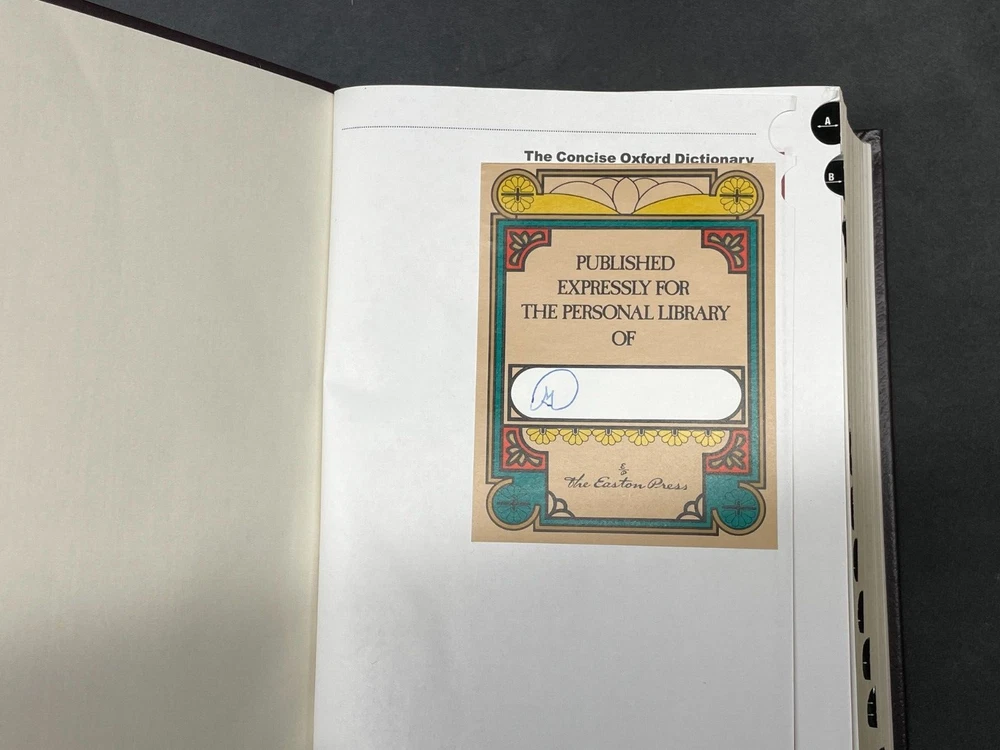 The Concise Oxford Dictionary
A
B
PUBLISHED
EXPRESSLY FOR
THE PERSONAL LIBRARY
OF
The Easton Press